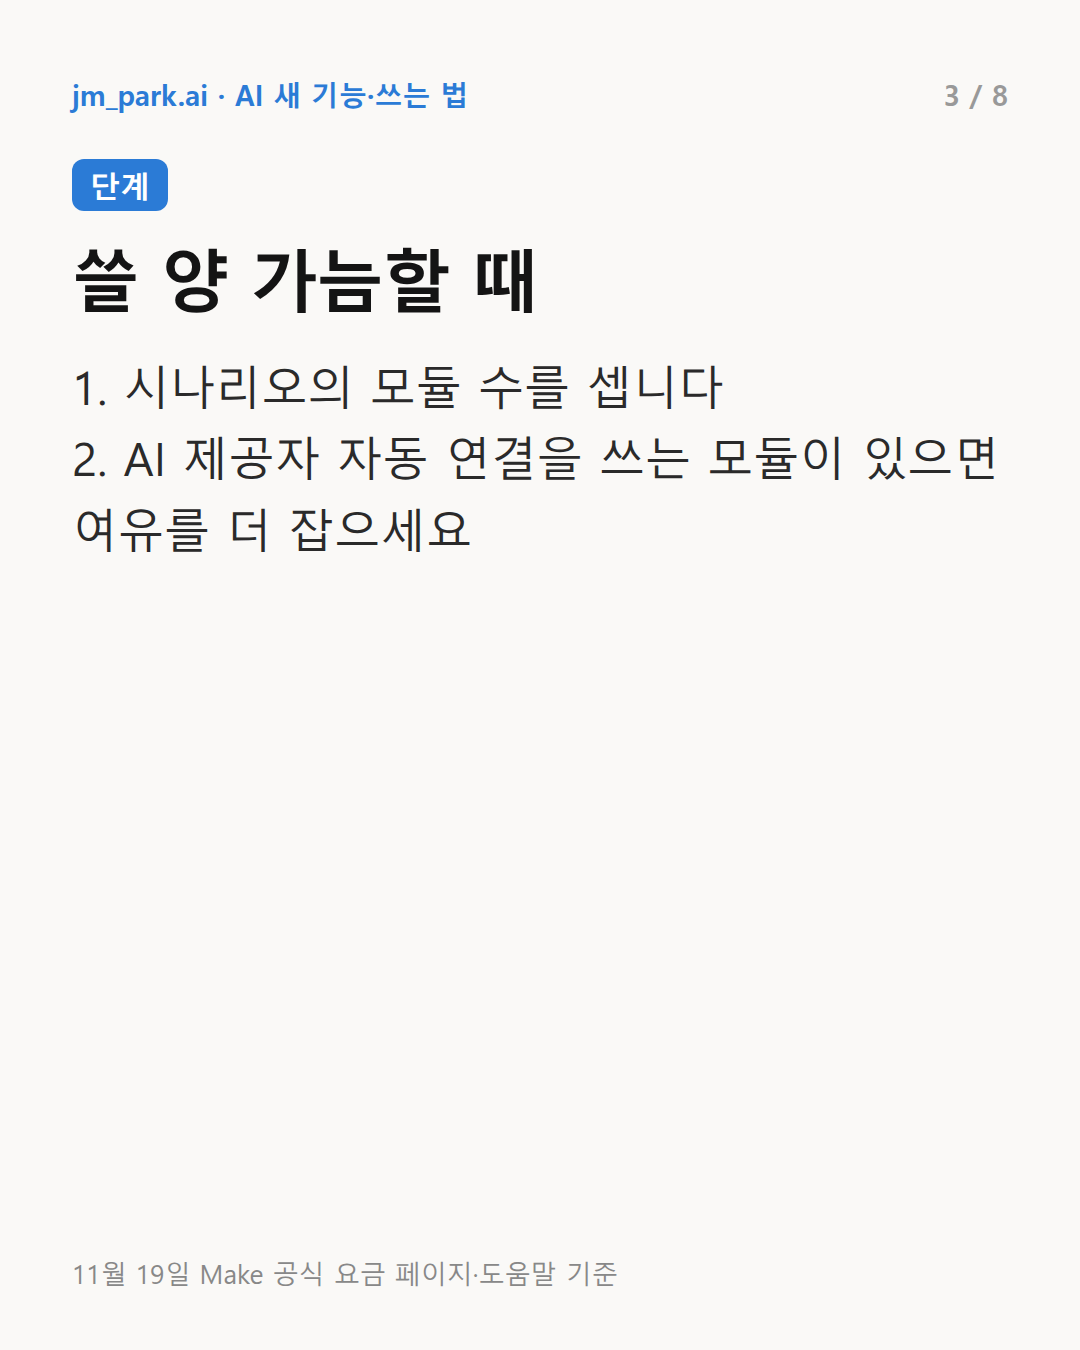 jm_park.ai · AI 새 기능·쓰는 법
3 / 8
단계
쓸 양 가늠할 때
1. 시나리오의 모듈 수를 셉니다
2. AI 제공자 자동 연결을 쓰는 모듈이 있으면
여유를 더 잡으세요
11월 19일 Make 공식 요금 페이지·도움말 기준